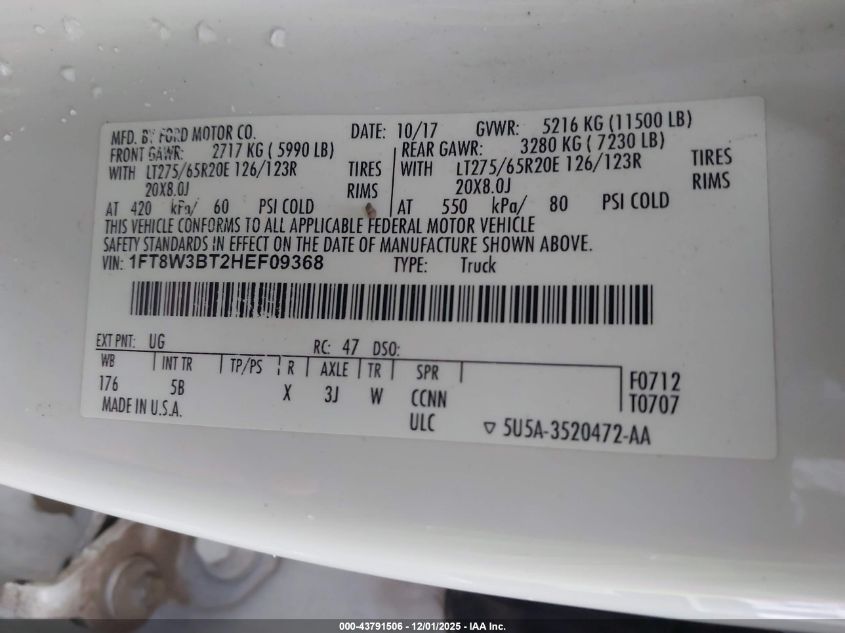 MFD. BY FORD MOTOR CO. DATE: 10/17 GVWR: 5216 KG (11500 LB)
FRONT GAWR: 2717 KG ( 5990 LB) REAR GAWR: 3280 KG ( 7230 LB)
WITH LT275/65R20E 126/123R TIRES WITH LT275/65R20E 126/123R TIRES
20X8.0J RIMS 20X8.0J RIMS
AT 420 kPa/ 60 PSI COLD AT 550 kPa/ 80 PSI COLD
THIS VEHICLE CONFORMS TO ALL APPLICABLE FEDERAL MOTOR VEHICLE
SAFETY STANDARDS IN EFFECT ON THE DATE OF MANUFACTURE SHOWN ABOVE.
VIN: 1FT8W3BT2HEF09368 TYPE: Truck
EXT PNT: UG RC: 47 DSO:
WB INT TR TP/PS R AXLE TR SPR
176 5B X 3J W CCNN F0712
MADE IN U.S.A. ULC T0707
▽ 5U5A-3520472-AA
000-43791506 - 12/01/2025 - IAA Inc.